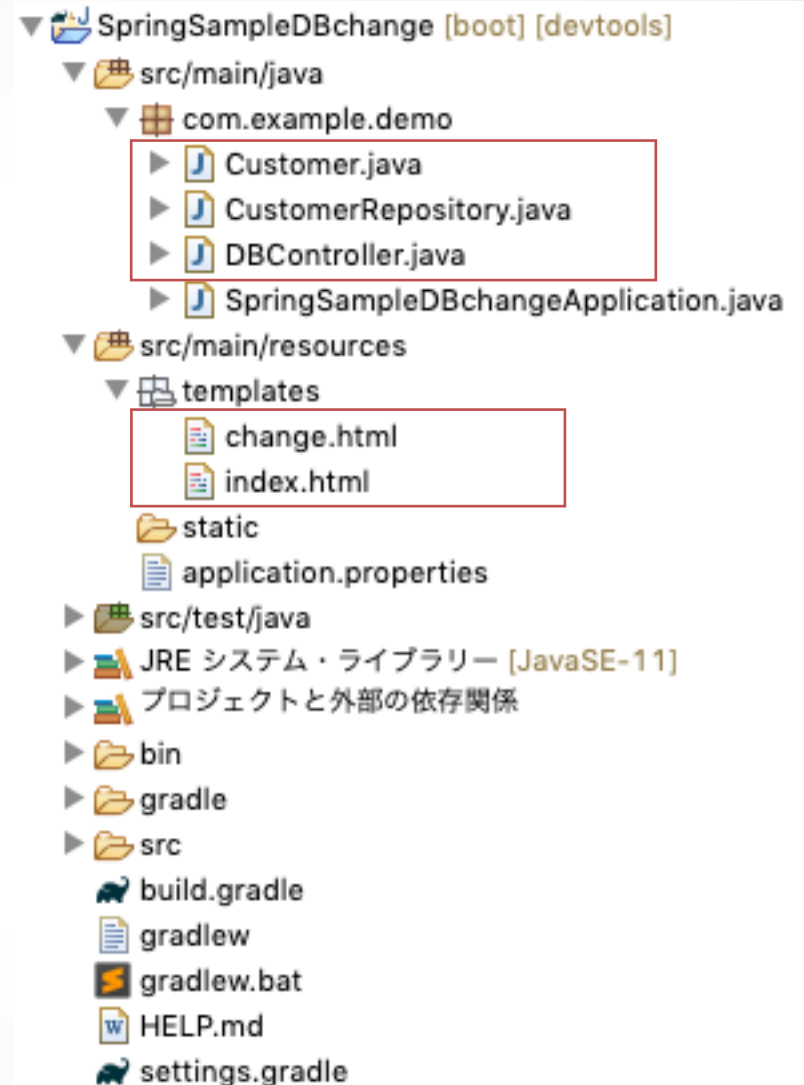 SpringSampleDBchange [boot] [devtools]
src/main/java
com.example.demo
Customer.java
CustomerRepository.java
DBController.java
SpringSampleDBchangeApplication.java
src/main/resources
templates
change.html
index.html
static
application.properties
src/test/java
JRE システム・ライブラリー [JavaSE-11]
プロジェクトと外部の依存関係
bin
gradle
src
build.gradle
gradlew
gradlew.bat
HELP.md
settings.gradle